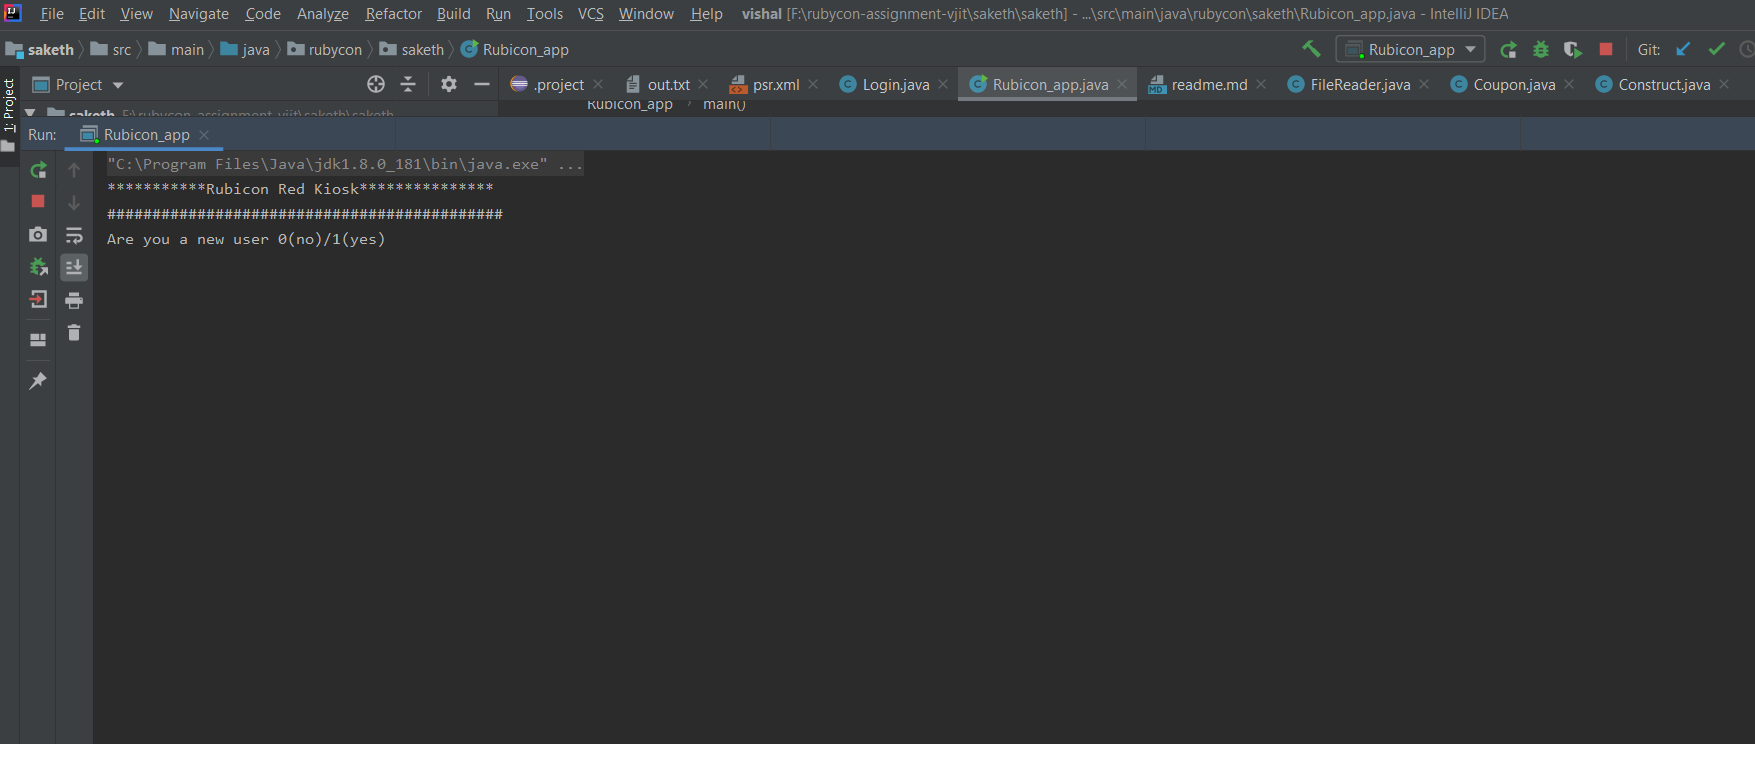 File Edit View Navigate Code Analyze Refactor Build Run Tools VCS Window Help vishal [F:\rubycon-assignment-vjit\saketh\saketh] - ...\src\main\java\rubycon\saketh\Rubicon_app.java - IntelliJ IDEA
saketh src main java rubycon saketh Rubicon_app Rubicon_app Git:
1: Project
Project .project out.txt psr.xml Login.java Rubicon_app.java readme.md FileReader.java Coupon.java Construct.java
saketh F:\rubycon-assignment-vjit\saketh\saketh Rubicon_app › main()
Run: Rubicon_app
"C:\Program Files\Java\jdk1.8.0_181\bin\java.exe" ...
***********Rubicon Red Kiosk***************
############################################
Are you a new user 0(no)/1(yes)